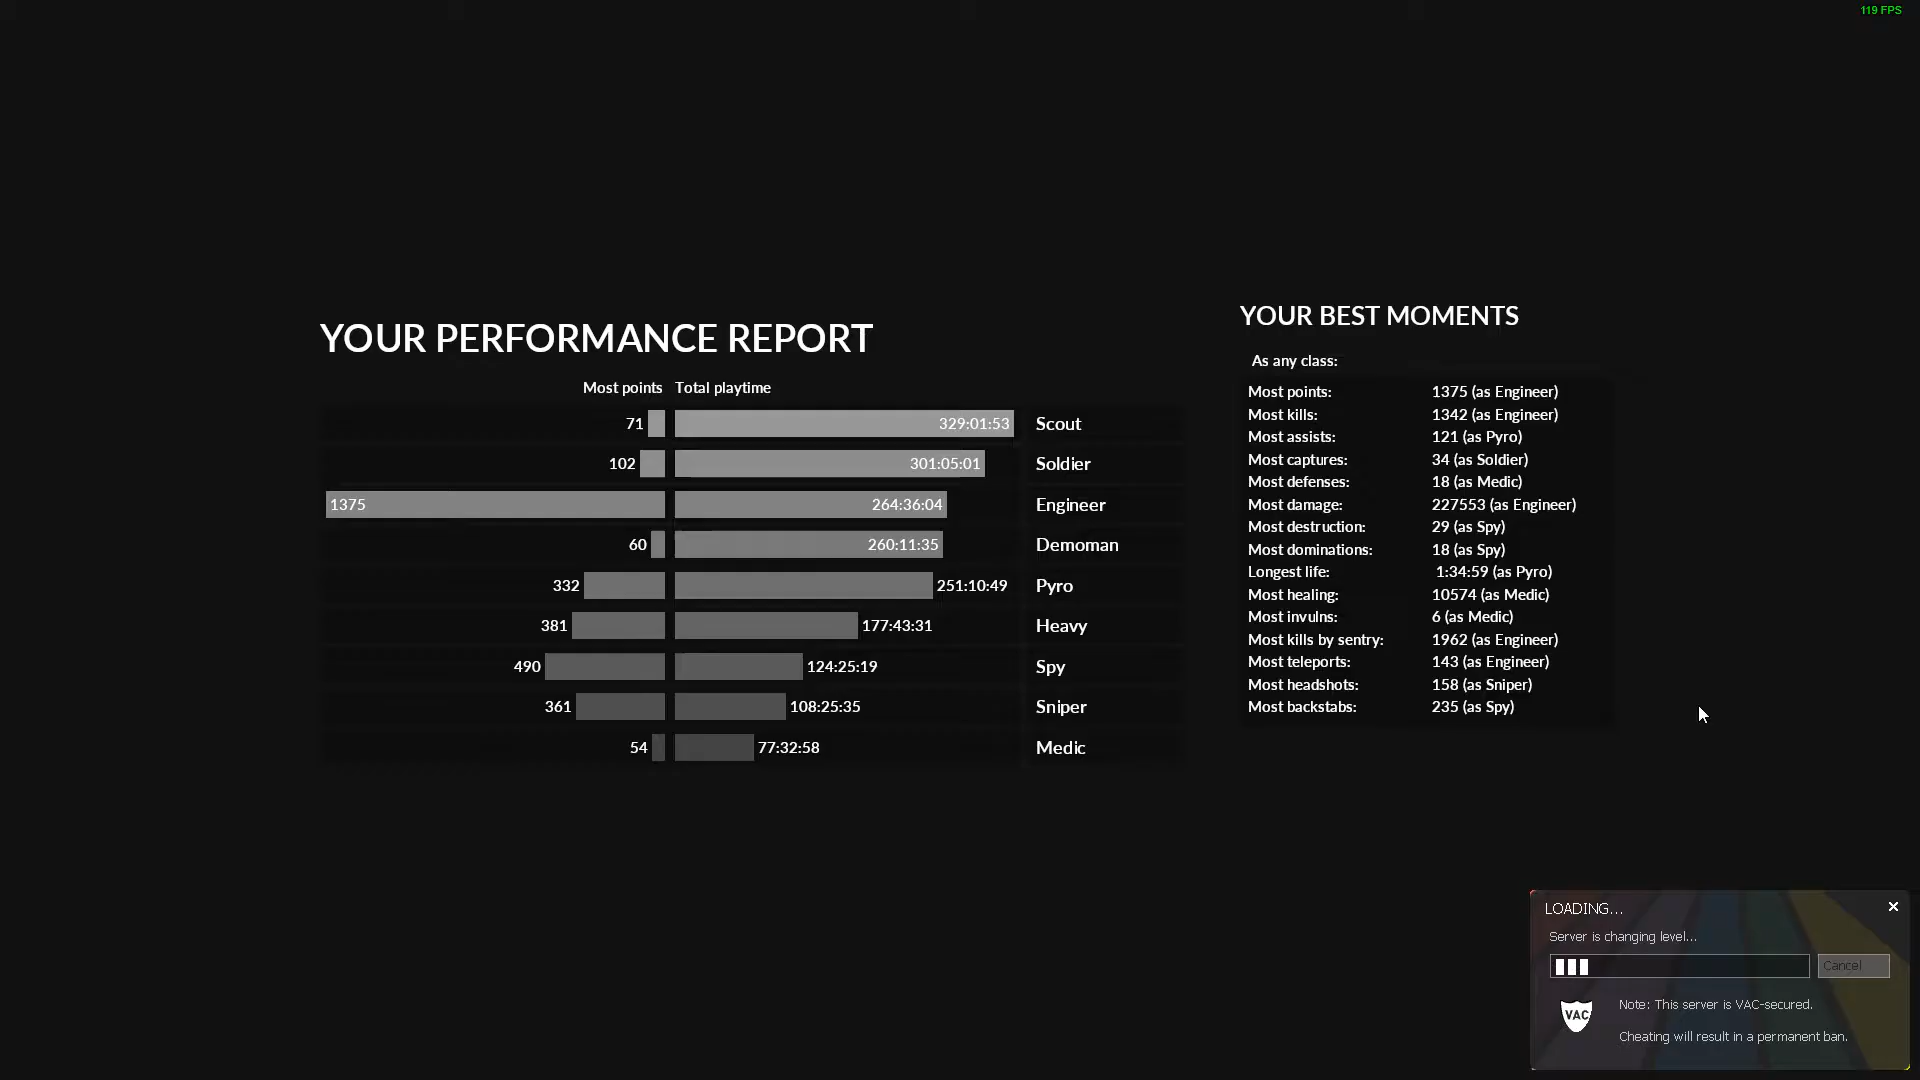 119 FPS
YOUR PERFORMANCE REPORT
Most points Total playtime
71 329:01:53 Scout
102 301:05:01 Soldier
1375 264:36:04 Engineer
60 260:11:35 Demoman
332 251:10:49 Pyro
381 177:43:31 Heavy
490 124:25:19 Spy
361 108:25:35 Sniper
54 77:32:58 Medic
YOUR BEST MOMENTS
As any class:
Most points: 1375 (as Engineer)
Most kills: 1342 (as Engineer)
Most assists: 121 (as Pyro)
Most captures: 34 (as Soldier)
Most defenses: 18 (as Medic)
Most damage: 227553 (as Engineer)
Most destruction: 29 (as Spy)
Most dominations: 18 (as Spy)
Longest life: 1:34:59 (as Pyro)
Most healing: 10574 (as Medic)
Most invulns: 6 (as Medic)
Most kills by sentry: 1962 (as Engineer)
Most teleports: 143 (as Engineer)
Most headshots: 158 (as Sniper)
Most backstabs: 235 (as Spy)
LOADING...
Server is changing level...
Cancel
VAC
Note: This server is VAC-secured.
Cheating will result in a permanent ban.